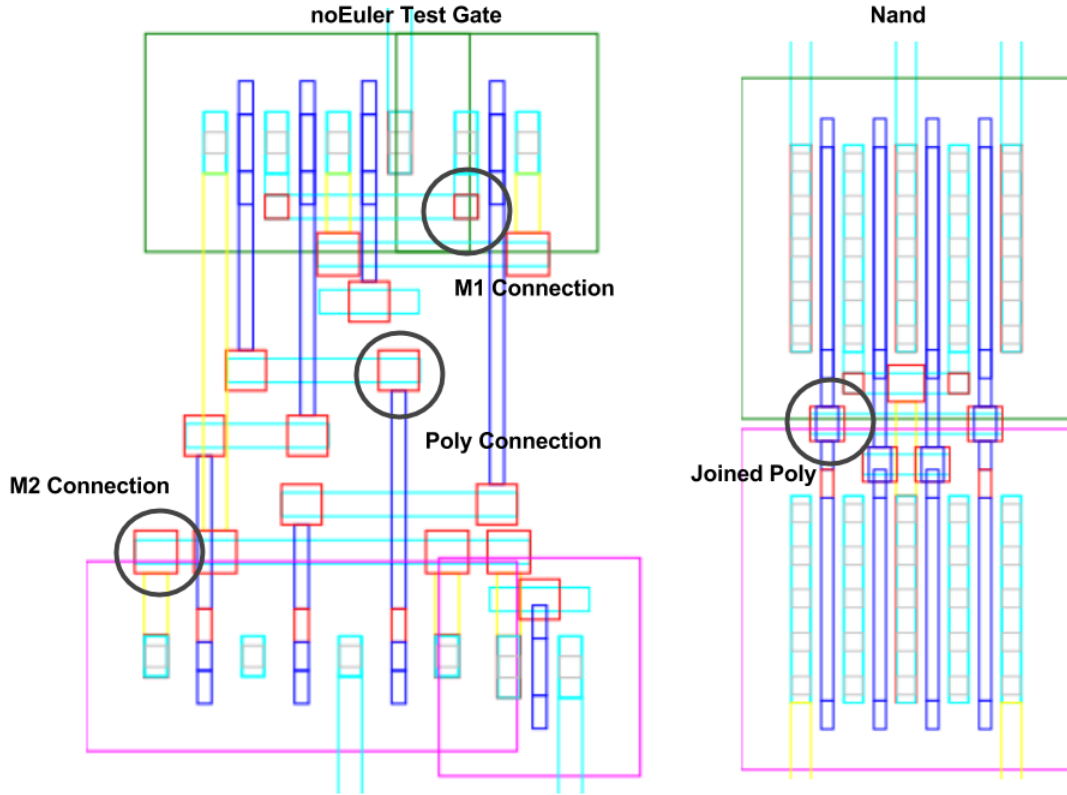 noEuler Test Gate
Nand
M1 Connection
Poly Connection
Joined Poly
M2 Connection